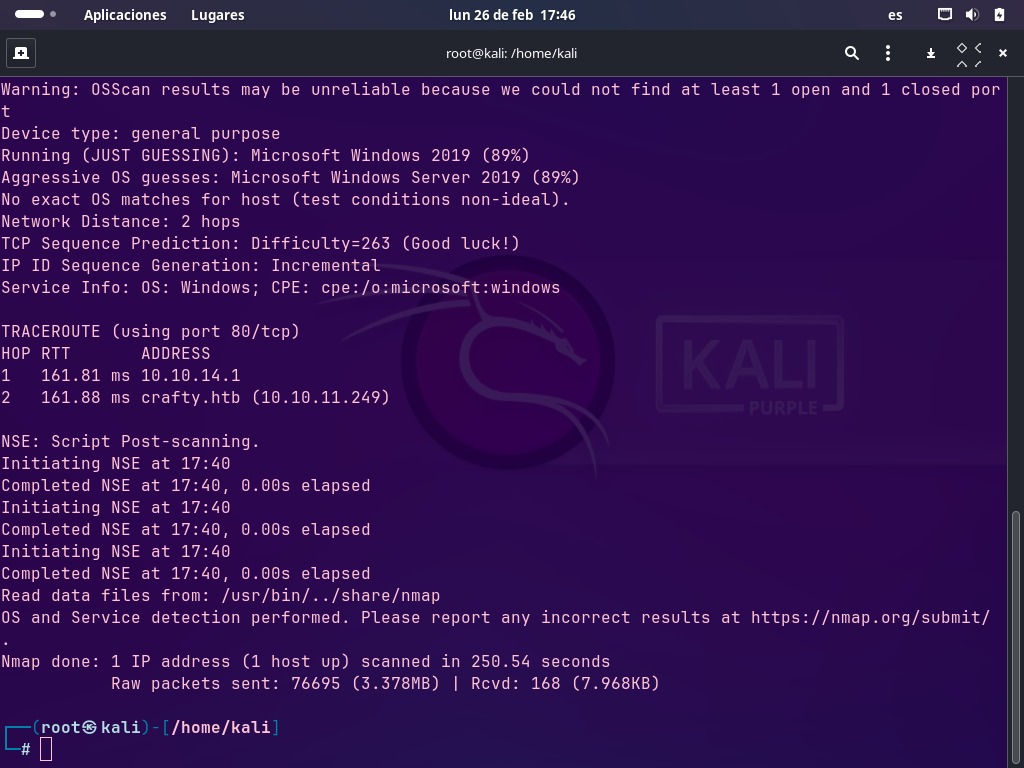 Aplicaciones Lugares lun 26 de feb 17:46 es
root@kali: /home/kali
Warning: OSScan results may be unreliable because we could not find at least 1 open and 1 closed por
t
Device type: general purpose
Running (JUST GUESSING): Microsoft Windows 2019 (89%)
Aggressive OS guesses: Microsoft Windows Server 2019 (89%)
No exact OS matches for host (test conditions non-ideal).
Network Distance: 2 hops
TCP Sequence Prediction: Difficulty=263 (Good luck!)
IP ID Sequence Generation: Incremental
Service Info: OS: Windows; CPE: cpe:/o:microsoft:windows
TRACEROUTE (using port 80/tcp)
HOP RTT       ADDRESS
1   161.81 ms 10.10.14.1
2   161.88 ms crafty.htb (10.10.11.249)
KALI
PURPLE
NSE: Script Post-scanning.
Initiating NSE at 17:40
Completed NSE at 17:40, 0.00s elapsed
Initiating NSE at 17:40
Completed NSE at 17:40, 0.00s elapsed
Initiating NSE at 17:40
Completed NSE at 17:40, 0.00s elapsed
Read data files from: /usr/bin/../share/nmap
OS and Service detection performed. Please report any incorrect results at https://nmap.org/submit/
.
Nmap done: 1 IP address (1 host up) scanned in 250.54 seconds
           Raw packets sent: 76695 (3.378MB) | Rcvd: 168 (7.968KB)
┌──(root㉿kali)-[/home/kali]
└─#